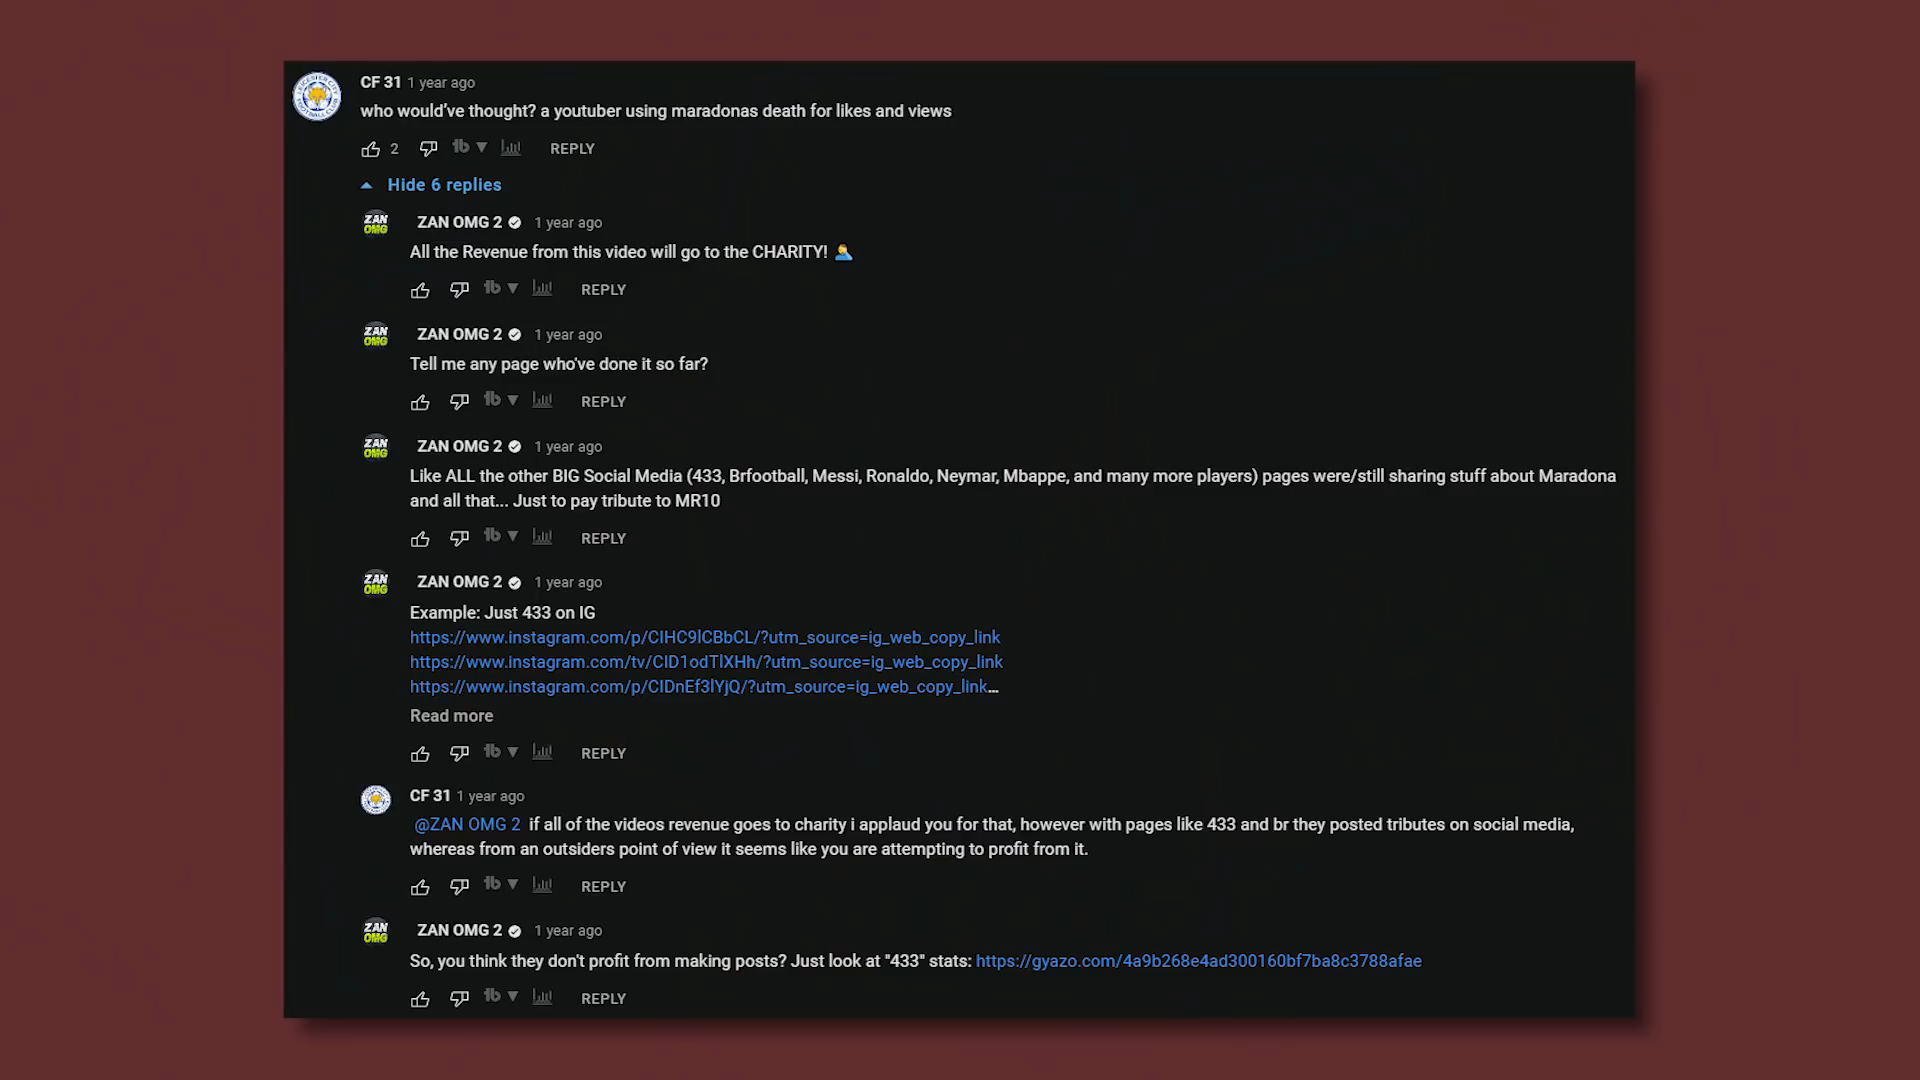 CF 31 1 year ago
who would've thought? a youtuber using maradonas death for likes and views
2 REPLY
Hide 6 replies
ZAN OMG
ZAN OMG 2 1 year ago
All the Revenue from this video will go to the CHARITY! 🤦‍♂️
REPLY
ZAN OMG
ZAN OMG 2 1 year ago
Tell me any page who've done it so far?
REPLY
ZAN OMG
ZAN OMG 2 1 year ago
Like ALL the other BIG Social Media (433, Brfootball, Messi, Ronaldo, Neymar, Mbappe, and many more players) pages were/still sharing stuff about Maradona
and all that... Just to pay tribute to MR10
REPLY
ZAN OMG
ZAN OMG 2 1 year ago
Example: Just 433 on IG
https://www.instagram.com/p/CIHC9lCBbCL/?utm_source=ig_web_copy_link
https://www.instagram.com/tv/CID1odTlXHh/?utm_source=ig_web_copy_link
https://www.instagram.com/p/CIDnEf3lYjQ/?utm_source=ig_web_copy_link...
Read more
REPLY
CF 31 1 year ago
@ZAN OMG 2 if all of the videos revenue goes to charity i applaud you for that, however with pages like 433 and br they posted tributes on social media,
whereas from an outsiders point of view it seems like you are attempting to profit from it.
REPLY
ZAN OMG
ZAN OMG 2 1 year ago
So, you think they don't profit from making posts? Just look at "433" stats: https://gyazo.com/4a9b268e4ad300160bf7ba8c3788afae
REPLY